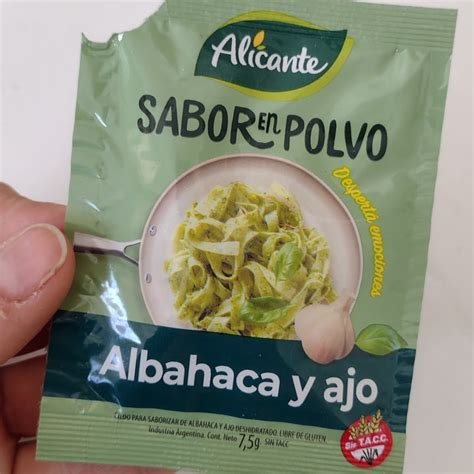 Alicante
SABOR en POLVO
Despertá emociones
Albahaca y ajo
CALDO PARA SABORIZAR DE ALBAHACA Y AJO DESHIDRATADO. LIBRE DE GLUTEN.
Industria Argentina. Cont. Neto 7,5g SIN TACC
Sin T.A.C.C.